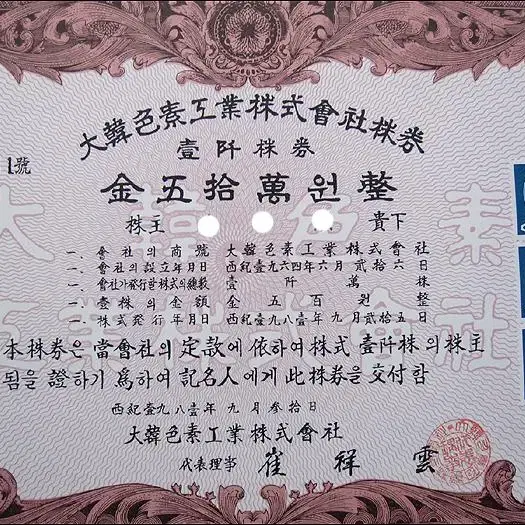 大韓色素工業株式會社株券
壹阡株券
1號
金五拾萬원整
株主 貴下
一、會社의商號 大韓色素工業株式會社
一、會社의設立年月日 西紀壹九六四年六月貳拾六日
一、會社가發行할株式의總數 壹阡萬株
一、壹株의金額 金五百원整
一、株式發行年月日 西紀壹九八壹年九月貳拾五日
本株券은當會社의定款에依하여株式壹阡株의株主
됨을證하기爲하여記名人에게此株券을交付함
西紀壹九八壹年九月參拾日
大韓色素工業株式會社
代表理事 崔祥雲